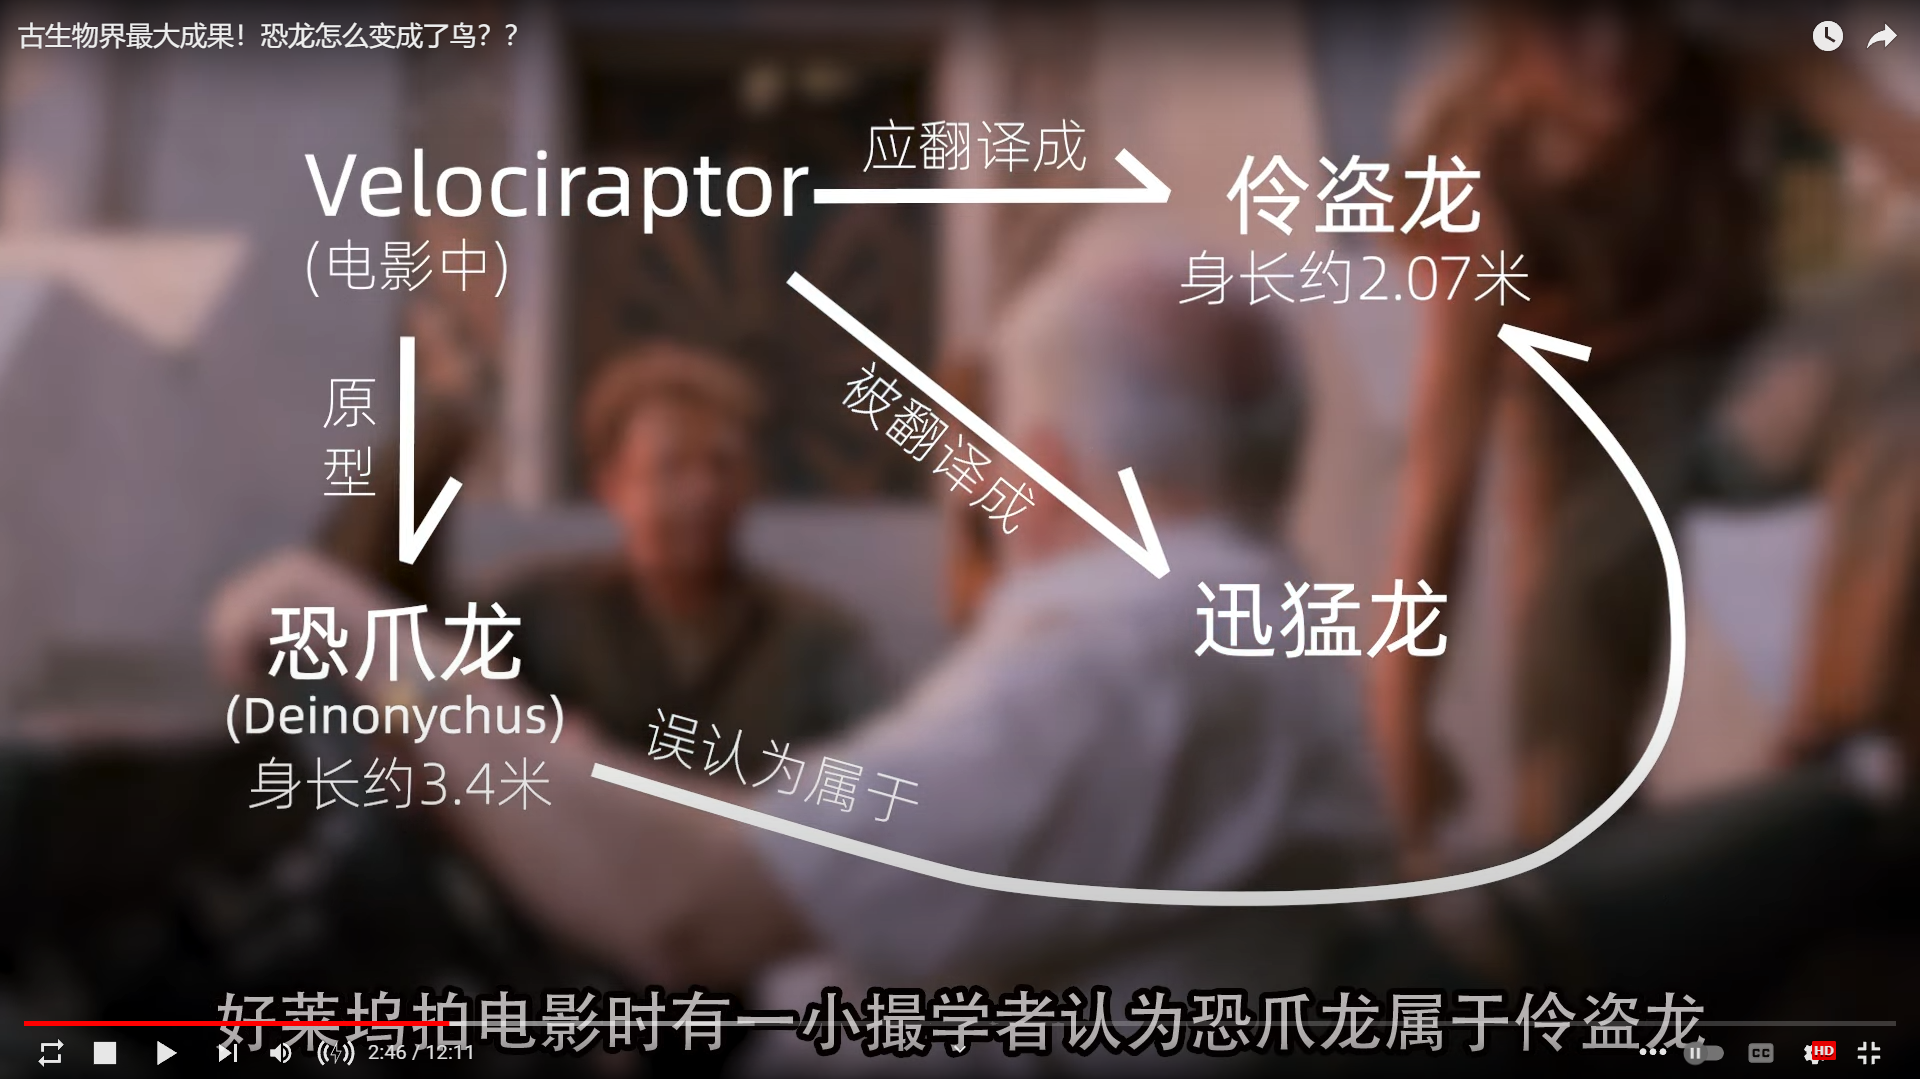 古生物界最大成果！恐龙怎么变成了鸟？？
应翻译成
Velociraptor
伶盗龙
(电影中)
身长约2.07米
原型
被翻译成
恐爪龙
迅猛龙
(Deinonychus)
误认为属于
身长约3.4米
好莱坞拍电影时有一小撮学者认为恐爪龙属于伶盗龙
2:46 / 12:11
CC
HD